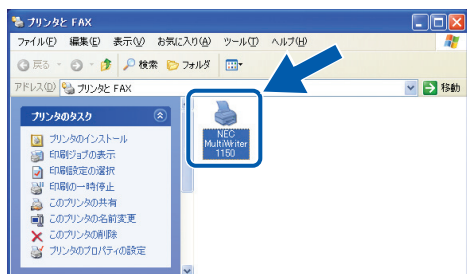 プリンタと FAX
ファイル(F) 編集(E) 表示(V) お気に入り(A) ツール(T) ヘルプ(H)
戻る 検索 フォルダ
アドレス(D) プリンタと FAX 移動
プリンタのタスク
プリンタのインストール
印刷ジョブの表示
印刷設定の選択
印刷の一時停止
このプリンタの共有
このプリンタの名前変更
このプリンタの削除
プリンタのプロパティの設定
NEC
MultiWriter
1150